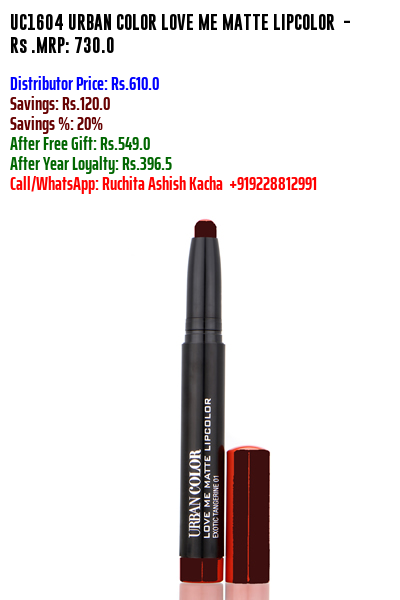 UC1604 URBAN COLOR LOVE ME MATTE LIPCOLOR -
Rs .MRP: 730.0
Distributor Price: Rs.610.0
Savings: Rs.120.0
Savings %: 20%
After Free Gift: Rs.549.0
After Year Loyalty: Rs.396.5
Call/WhatsApp: Ruchita Ashish Kacha +919228812991
URBAN COLOR
LOVE ME MATTE LIPCOLOR
EXOTIC TANGERINE 01